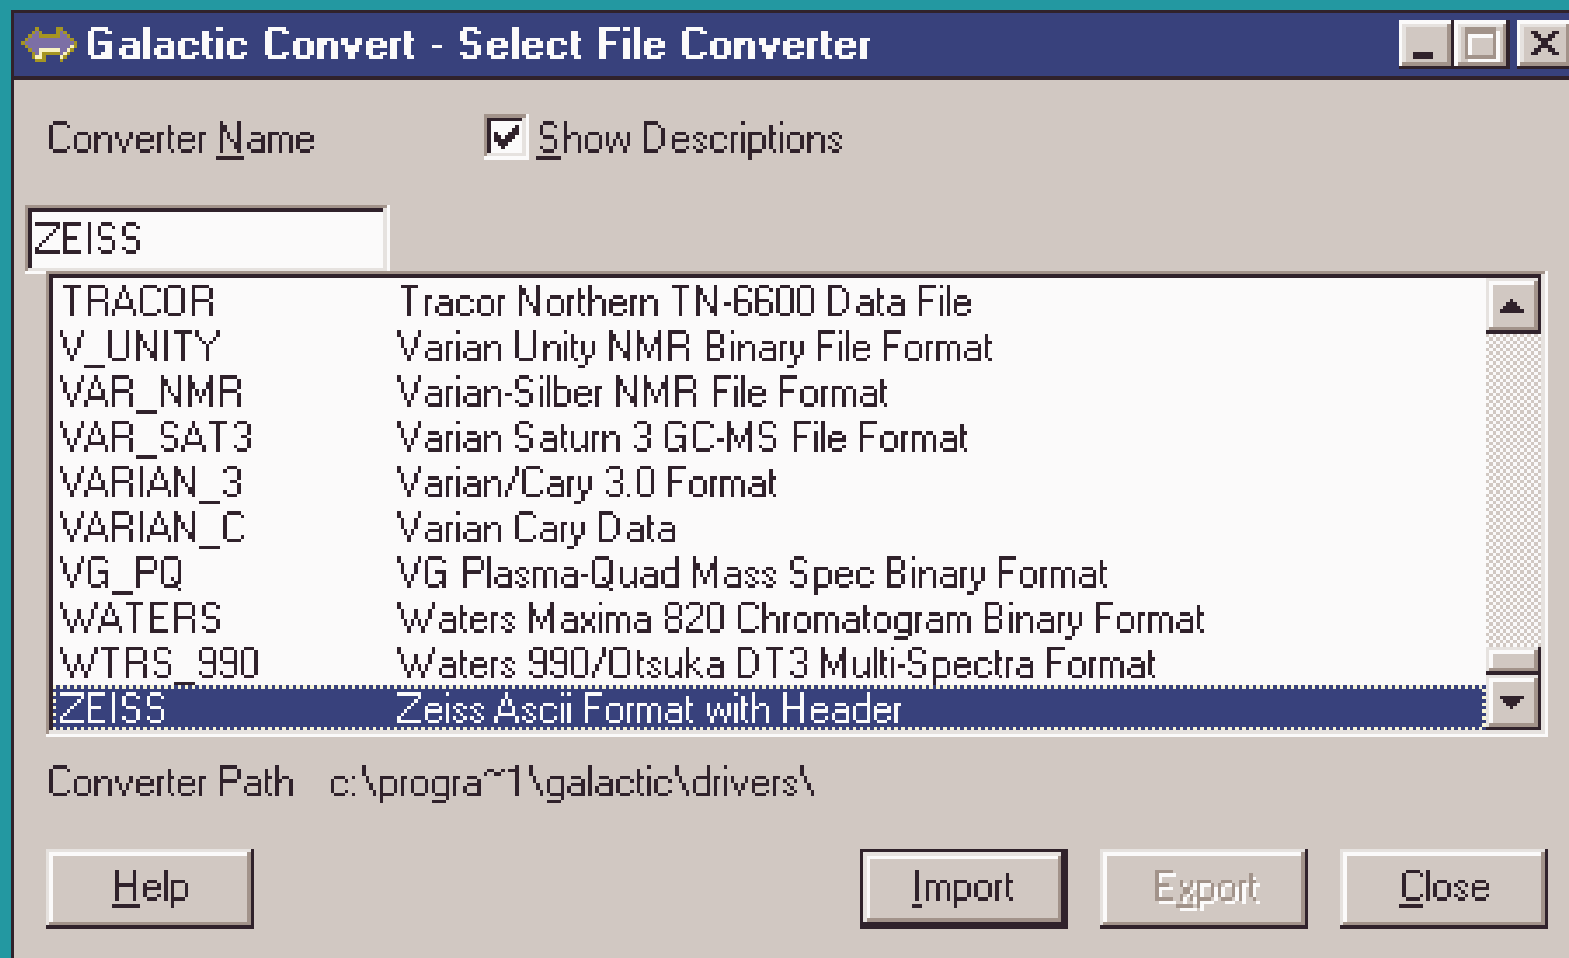 Galactic Convert - Select File Converter
Converter Name Show Descriptions
ZEISS
TRACOR Tracor Northern TN-6600 Data File
V_UNITY Varian Unity NMR Binary File Format
VAR_NMR Varian-Silber NMR File Format
VAR_SAT3 Varian Saturn 3 GC-MS File Format
VARIAN_3 Varian/Cary 3.0 Format
VARIAN_C Varian Cary Data
VG_PQ VG Plasma-Quad Mass Spec Binary Format
WATERS Waters Maxima 820 Chromatogram Binary Format
WTRS_990 Waters 990/Otsuka DT3 Multi-Spectra Format
ZEISS Zeiss Ascii Format with Header
Converter Path c:\progra~1\galactic\drivers\
Help Import Export Close